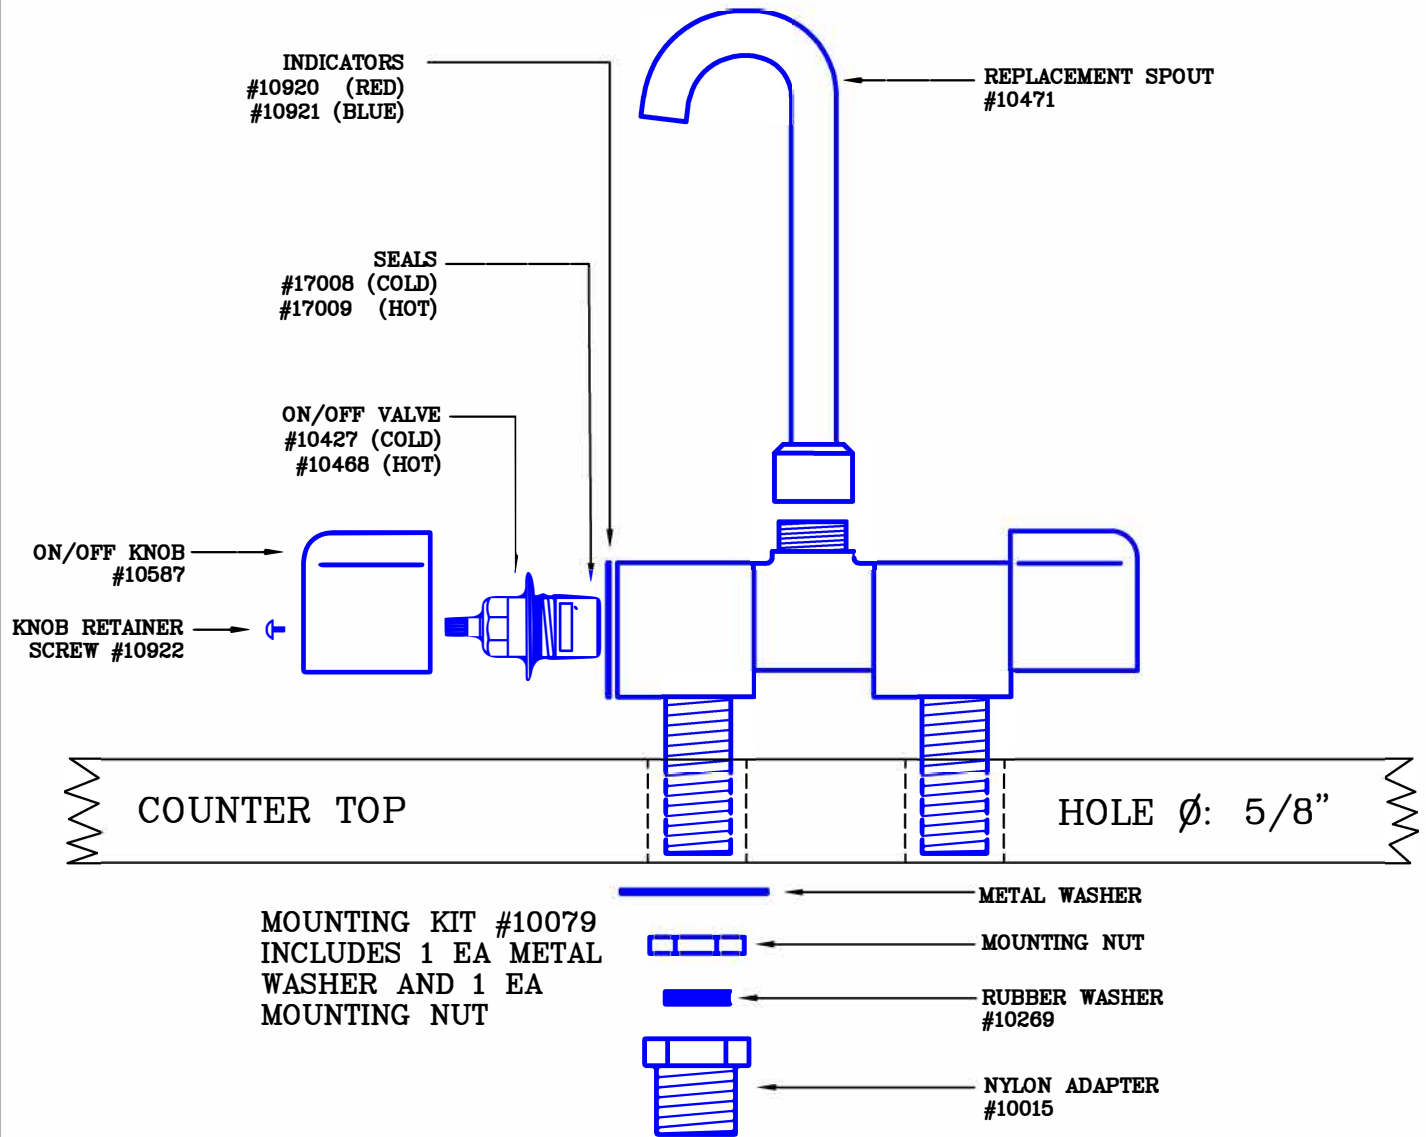 INDICATORS
#10920 (RED)
#10921 (BLUE)
REPLACEMENT SPOUT
#10471
SEALS
#17008 (COLD)
#17009 (HOT)
ON/OFF VALVE
#10427 (COLD)
#10468 (HOT)
ON/OFF KNOB
#10587
KNOB RETAINER
SCREW #10922
COUNTER TOP
HOLE Ø: 5/8”
METAL WASHER
MOUNTING KIT #10079
INCLUDES 1 EA METAL
WASHER AND 1 EA
MOUNTING NUT
MOUNTING NUT
RUBBER WASHER
#10269
NYLON ADAPTER
#10015